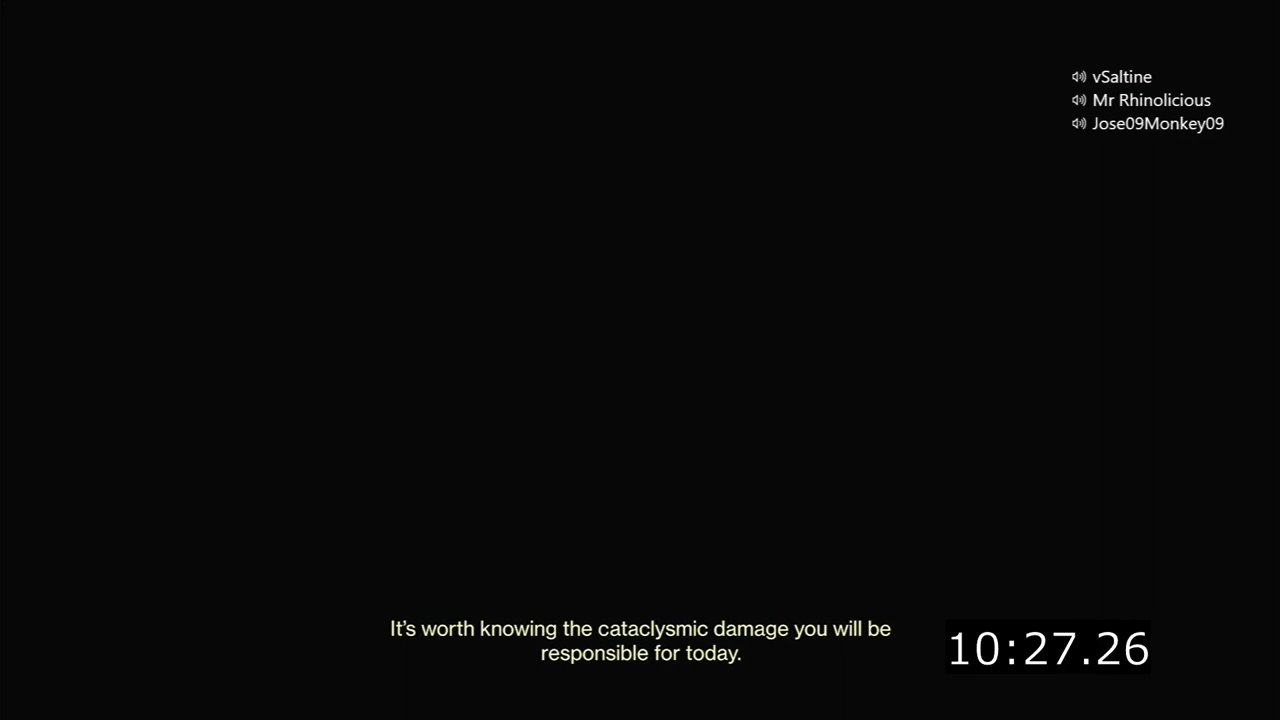 vSaltine
Mr Rhinolicious
Jose09Monkey09
It's worth knowing the cataclysmic damage you will be
responsible for today.
10:27.26